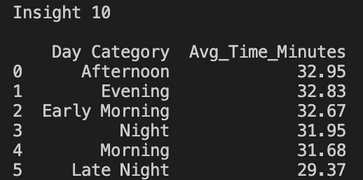 Insight 10
Day Category Avg_Time_Minutes
0 Afternoon 32.95
1 Evening 32.83
2 Early Morning 32.67
3 Night 31.95
4 Morning 31.68
5 Late Night 29.37